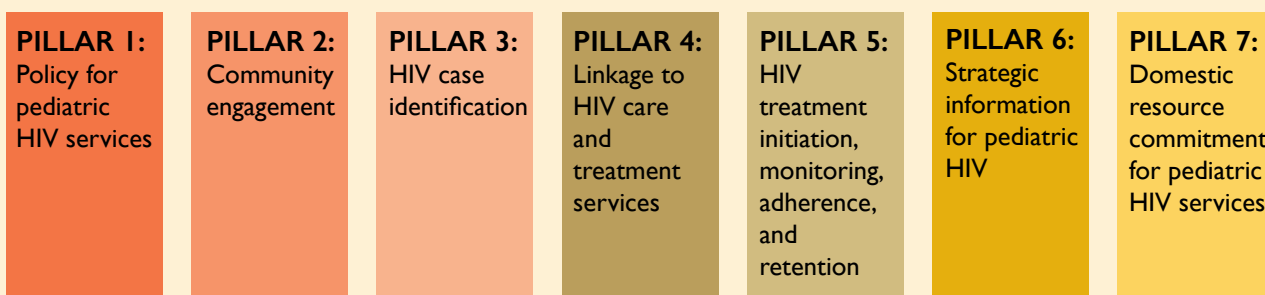 PILLAR 1:
Policy for
pediatric
HIV services
PILLAR 2:
Community
engagement
PILLAR 3:
HIV case
identification
PILLAR 4:
Linkage to
HIV care
and
treatment
services
PILLAR 5:
HIV
treatment
initiation,
monitoring,
adherence,
and
retention
PILLAR 6:
Strategic
information
for pediatric
HIV
PILLAR 7:
Domestic
resource
commitment
for pediatric
HIV services